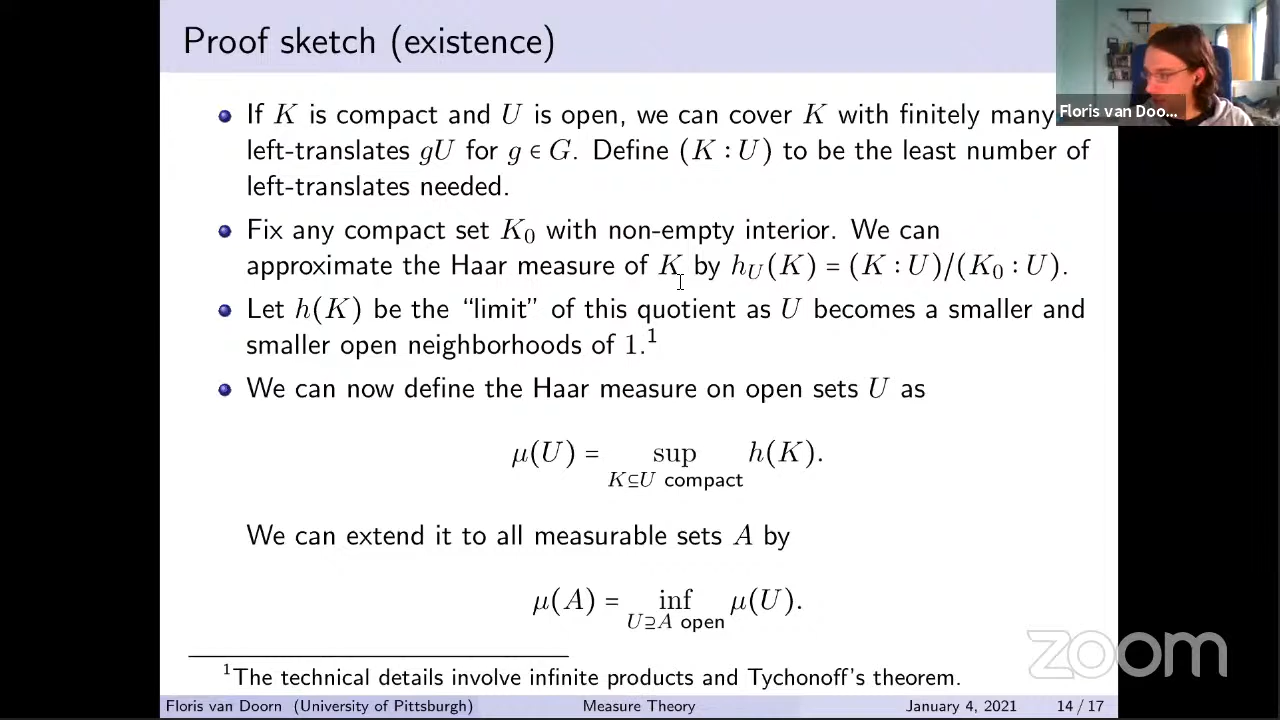 Proof sketch (existence)
Floris van Doo...
If K is compact and U is open, we can cover K with finitely many
left-translates gU for g ∈ G. Define (K : U) to be the least number of
left-translates needed.
Fix any compact set K₀ with non-empty interior. We can
approximate the Haar measure of K by h_U(K) = (K : U)/(K₀ : U).
Let h(K) be the “limit” of this quotient as U becomes a smaller and
smaller open neighborhoods of 1.¹
We can now define the Haar measure on open sets U as
μ(U) = sup h(K).
K⊆U compact
We can extend it to all measurable sets A by
μ(A) = inf μ(U).
U⊇A open
¹The technical details involve infinite products and Tychonoff’s theorem.
zoom
Floris van Doorn (University of Pittsburgh) Measure Theory January 4, 2021 14 / 17